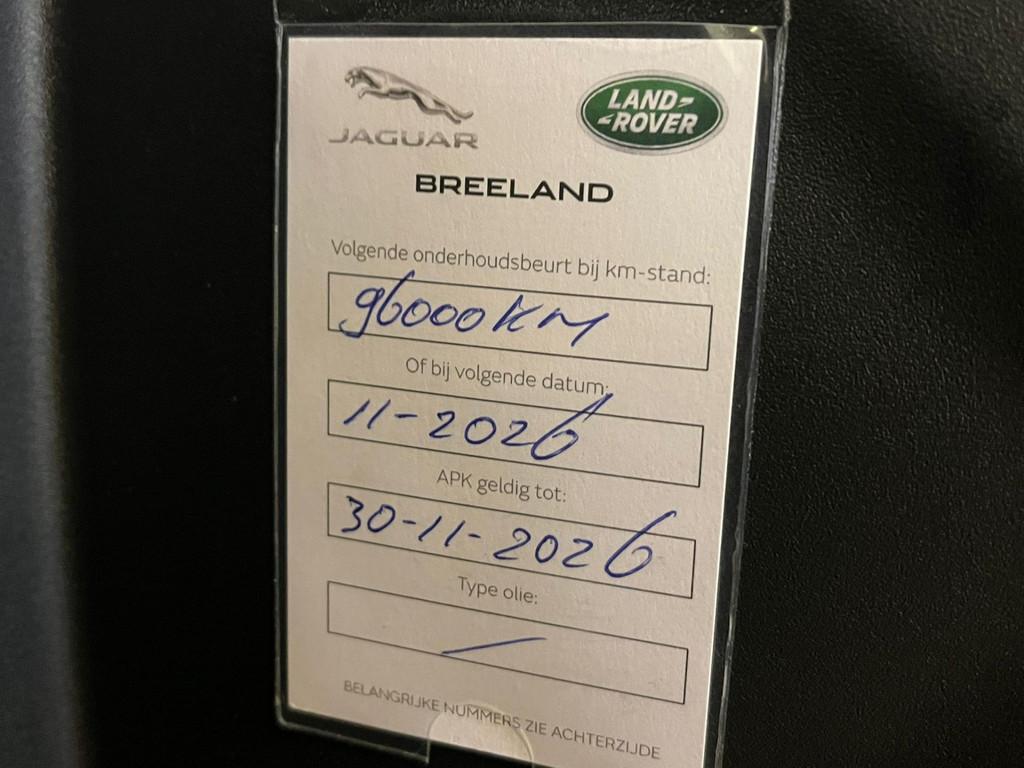 JAGUAR
LAND-
-ROVER
BREELAND
Volgende onderhoudsbeurt bij km-stand:
96000 KM
Of bij volgende datum:
11-2026
APK geldig tot:
30-11-2026
Type olie:
—
BELANGRIJKE NUMMERS ZIE ACHTERZIJDE